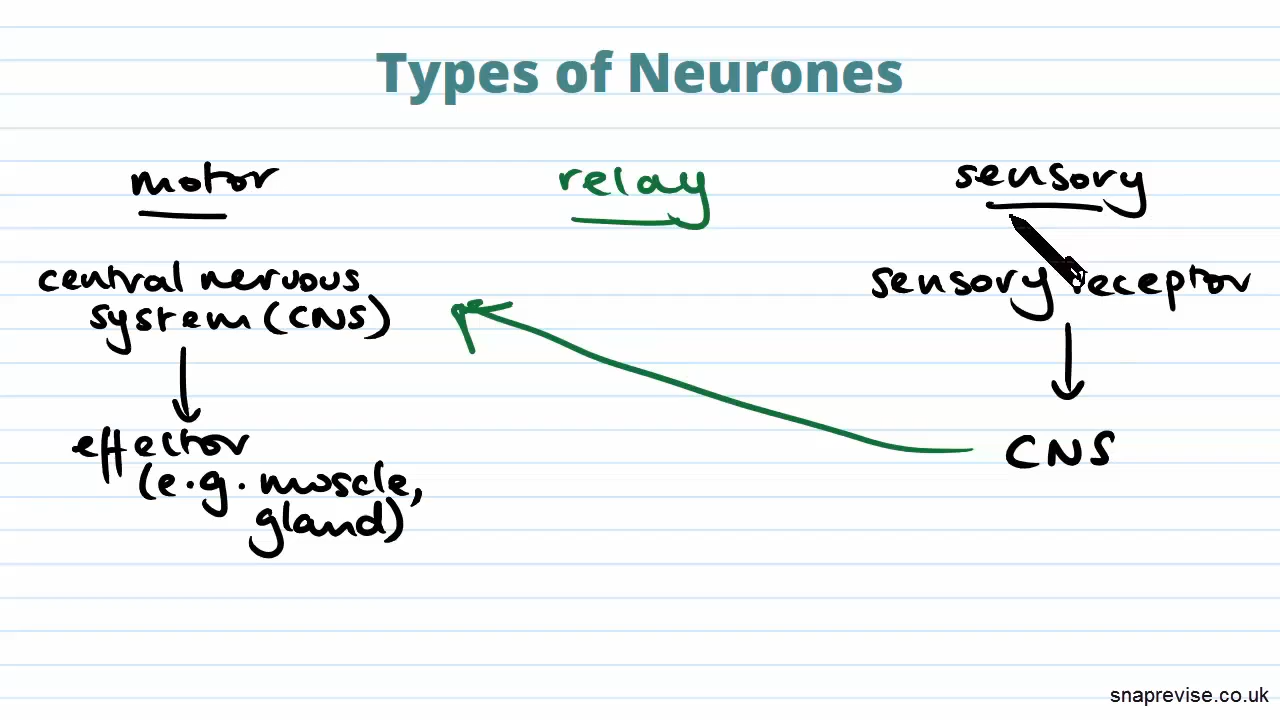 Types of Neurones
motor
central nervous
system (CNS)
effector
(e.g. muscle,
gland)
relay
sensory
sensory receptor
CNS
snaprevise.co.uk